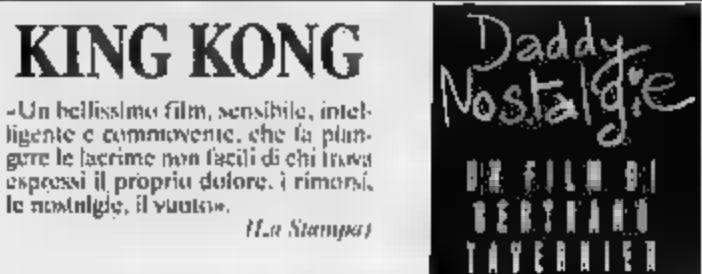 KING KONG
«Un bellissimo film, sensibile, intel-
ligente e commovente, che fa pian-
gere le lacrime non facili di chi trova
espressi il proprio dolore, i rimorsi,
le nostalgie, il vuoto».
(La Stampa)
Daddy
Nostalgie
UN FILM DI
BERTRAND
TAVERNIER